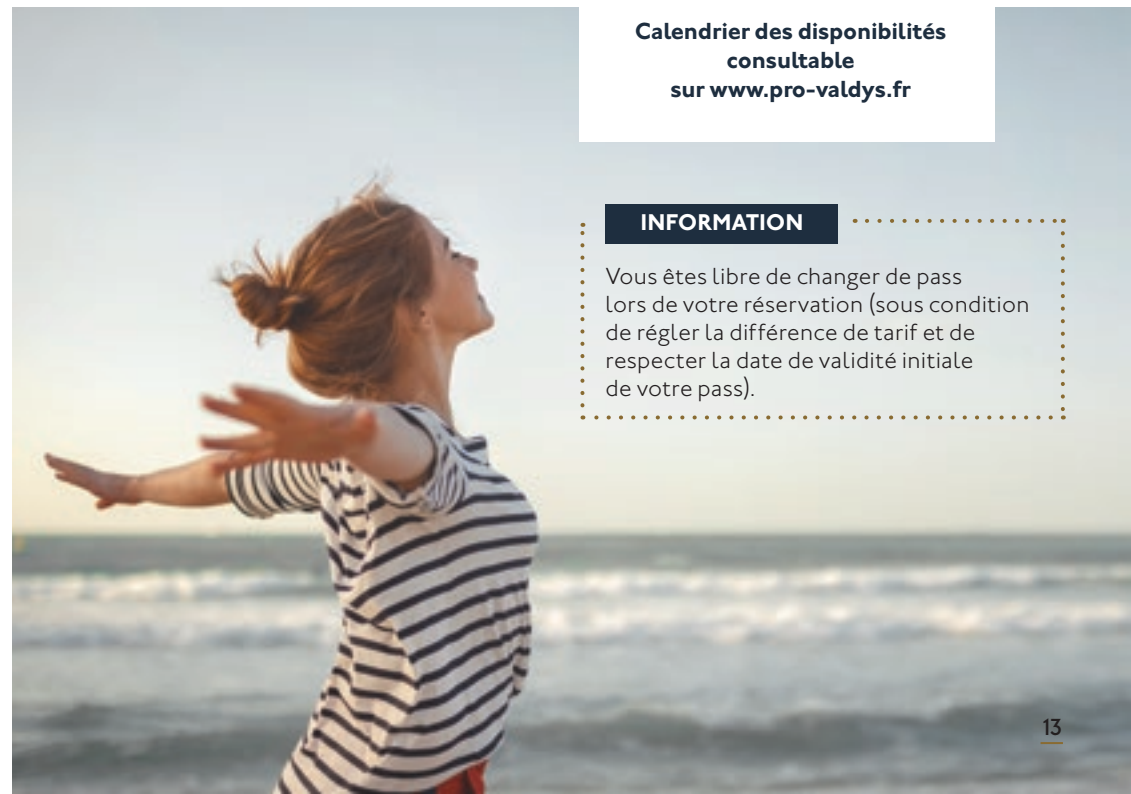 Calendrier des disponibilités
consultable
sur www.pro-valdys.fr
INFORMATION
Vous êtes libre de changer de pass
lors de votre réservation (sous condition
de régler la différence de tarif et de
respecter la date de validité initiale
de votre pass).
13